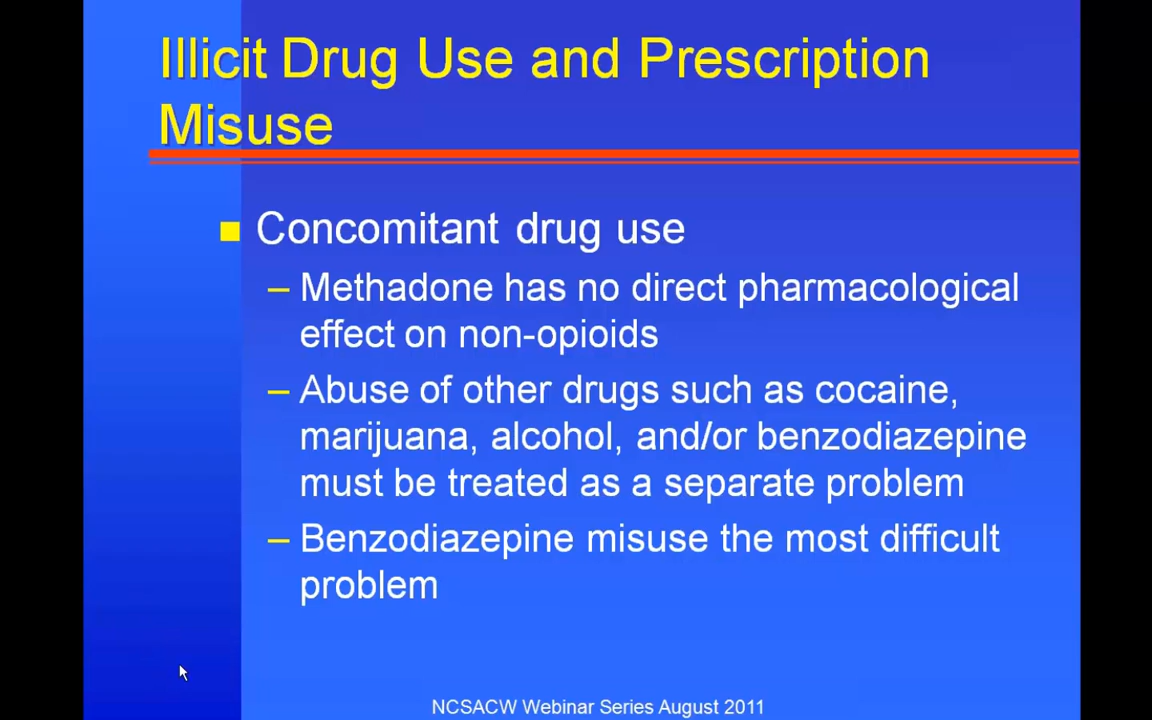 Illicit Drug Use and Prescription
Misuse
Concomitant drug use
– Methadone has no direct pharmacological
effect on non-opioids
– Abuse of other drugs such as cocaine,
marijuana, alcohol, and/or benzodiazepine
must be treated as a separate problem
– Benzodiazepine misuse the most difficult
problem
NCSACW Webinar Series August 2011